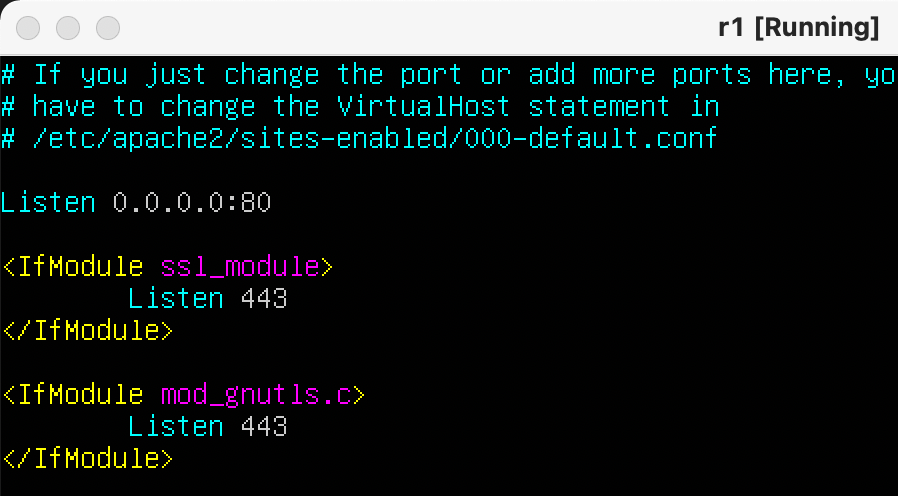 r1 [Running]
# If you just change the port or add more ports here, yo
# have to change the VirtualHost statement in
# /etc/apache2/sites-enabled/000-default.conf
Listen 0.0.0.0:80
<IfModule ssl_module>
Listen 443
</IfModule>
<IfModule mod_gnutls.c>
Listen 443
</IfModule>